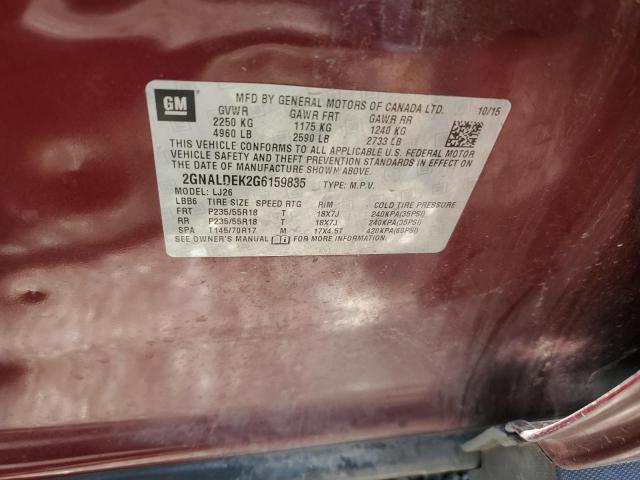 GM
MFD BY GENERAL MOTORS OF CANADA LTD. 10/15
GVWR GAWR FRT GAWR RR
2250 KG 1175 KG 1240 KG
4960 LB 2590 LB 2733 LB
THIS VEHICLE CONFORMS TO ALL APPLICABLE U.S. FEDERAL MOTOR
VEHICLE SAFETY AND THEFT PREVENTION STANDARDS IN EFFECT ON
THE DATE OF MANUFACTURE SHOWN ABOVE.
2GNALDEK2G6159835 TYPE: M.P.V.
MODEL: LJ26
LBB6 TIRE SIZE SPEED RTG RIM COLD TIRE PRESSURE
FRT P235/55R18 T 18X7J 240KPA(35PSI)
RR P235/55R18 T 18X7J 240KPA(35PSI)
SPA T145/70R17 M 17X4.5T 420KPA(60PSI)
SEE OWNER'S MANUAL FOR MORE INFORMATION